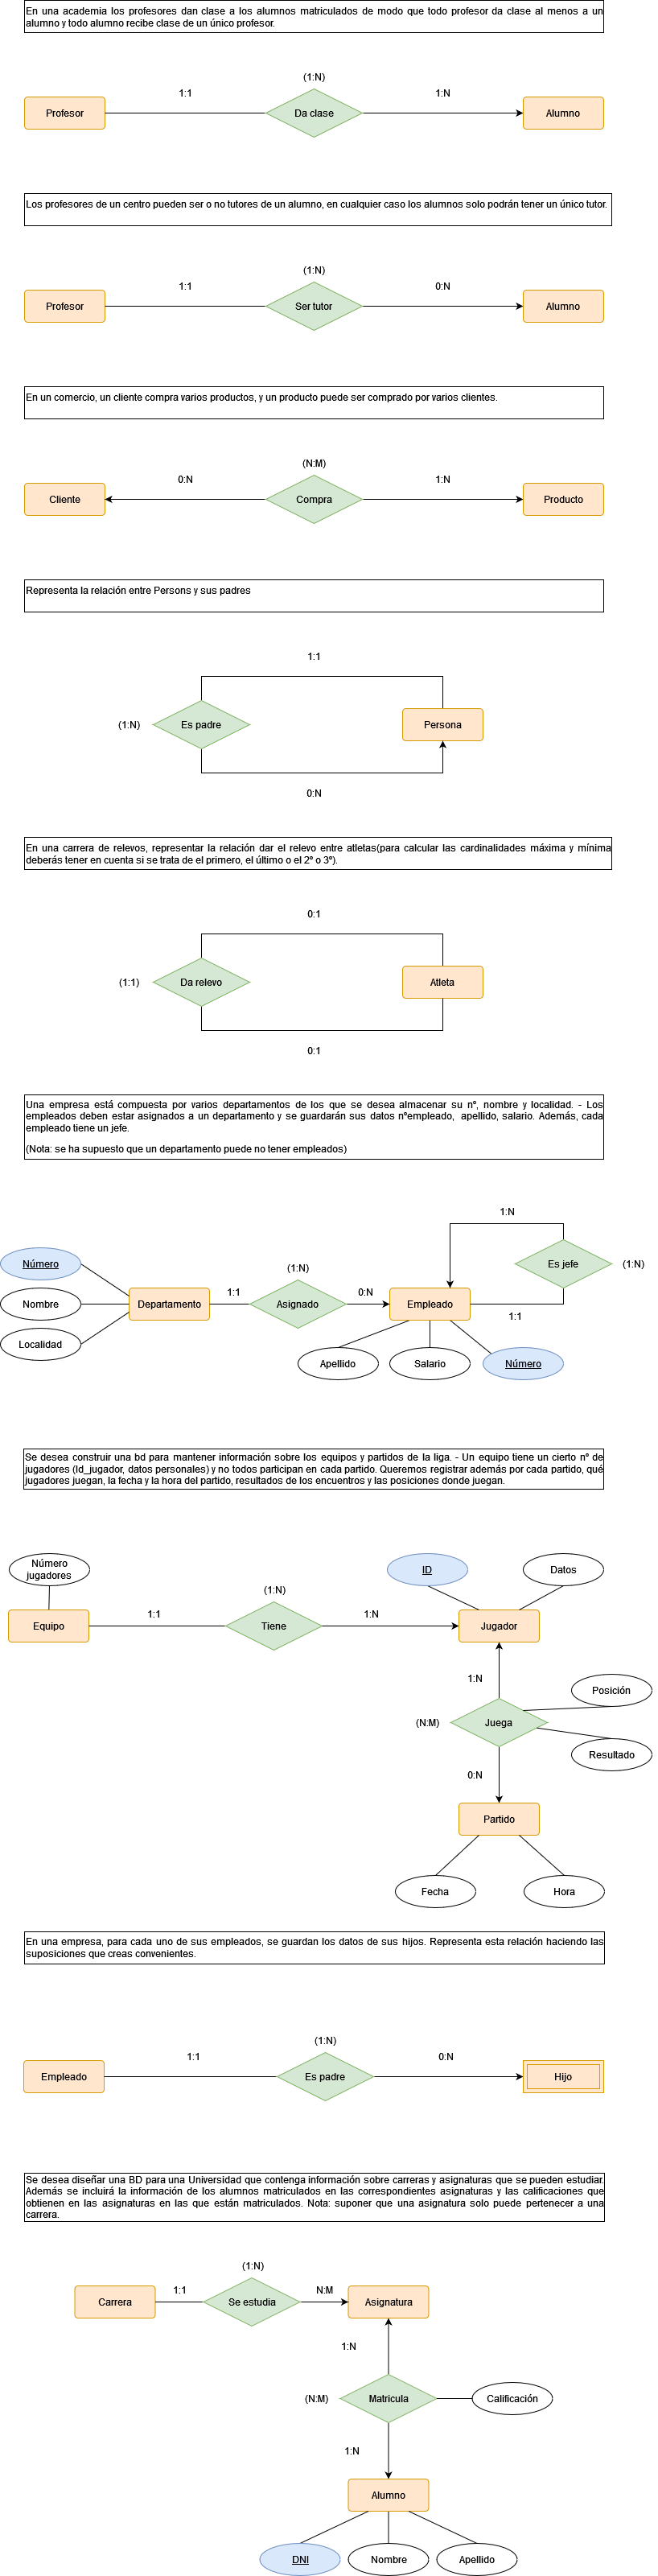 En una academia los profesores dan clase a los alumnos matriculados de modo que todo profesor da clase al menos a un
alumno y todo alumno recibe clase de un único profesor.
(1:N)
1:1
1:N
Profesor
Da clase
Alumno
Los profesores de un centro pueden ser o no tutores de un alumno, en cualquier caso los alumnos solo podrán tener un único tutor.
(1:N)
1:1
0:N
Profesor
Ser tutor
Alumno
En un comercio, un cliente compra varios productos, y un producto puede ser comprado por varios clientes.
(N:M)
0:N
1:N
Cliente
Compra
Producto
Representa la relación entre Persons y sus padres
1:1
(1:N)
Es padre
Persona
0:N
En una carrera de relevos, representar la relación dar el relevo entre atletas(para calcular las cardinalidades máxima y mínima
deberás tener en cuenta si se trata de el primero, el último o el 2º o 3º).
0:1
(1:1)
Da relevo
Atleta
0:1
Una empresa está compuesta por varios departamentos de los que se desea almacenar su nº, nombre y localidad. - Los
empleados deben estar asignados a un departamento y se guardarán sus datos nºempleado, apellido, salario. Además, cada
empleado tiene un jefe.
(Nota: se ha supuesto que un departamento puede no tener empleados)
1:N
Número
(1:N)
Es jefe
(1:N)
1:1
0:N
Nombre
Departamento
Asignado
Empleado
1:1
Localidad
Apellido
Salario
Número
Se desea construir una bd para mantener información sobre los equipos y partidos de la liga. - Un equipo tiene un cierto nº de
jugadores (Id_jugador, datos personales) y no todos participan en cada partido. Queremos registrar además por cada partido, qué
jugadores juegan, la fecha y la hora del partido, resultados de los encuentros y las posiciones donde juegan.
Número
jugadores
ID
Datos
(1:N)
1:1
1:N
Equipo
Tiene
Jugador
1:N
Posición
(N:M)
Juega
Resultado
0:N
Partido
Fecha
Hora
En una empresa, para cada uno de sus empleados, se guardan los datos de sus hijos. Representa esta relación haciendo las
suposiciones que creas convenientes.
(1:N)
1:1
0:N
Empleado
Es padre
Hijo
Se desea diseñar una BD para una Universidad que contenga información sobre carreras y asignaturas que se pueden estudiar.
Además se incluirá la información de los alumnos matriculados en las correspondientes asignaturas y las calificaciones que
obtienen en las asignaturas en las que están matriculados. Nota: suponer que una asignatura solo puede pertenecer a una
carrera.
(1:N)
1:1
N:M
Carrera
Se estudia
Asignatura
1:N
(N:M)
Matricula
Calificación
1:N
Alumno
DNI
Nombre
Apellido